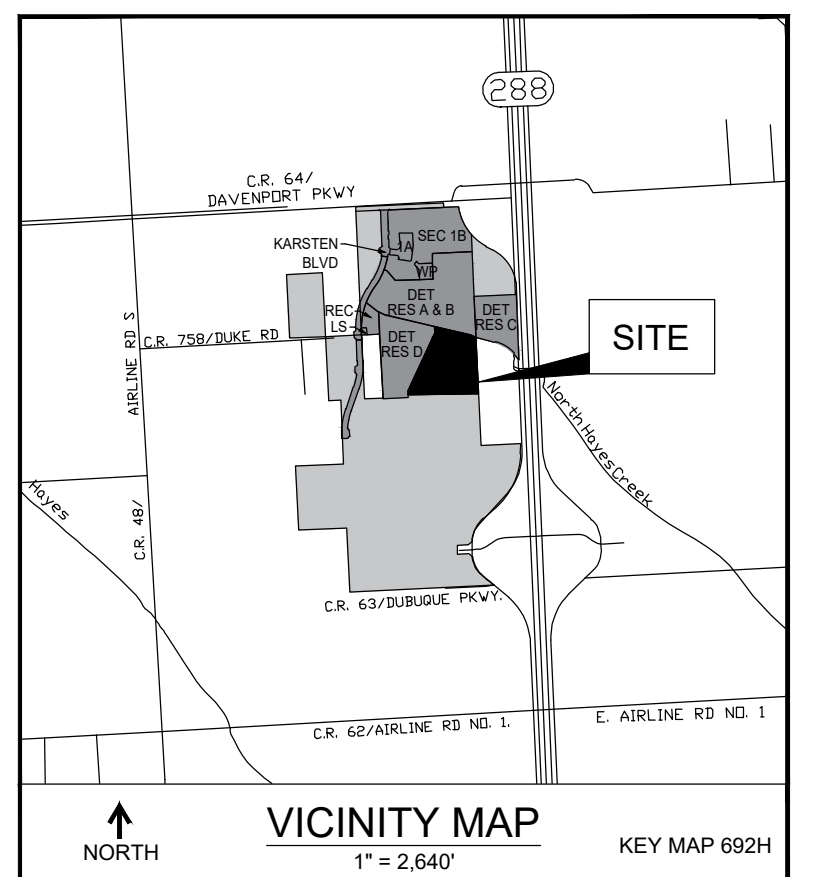 288
C.R. 64/
DAVENPORT PKWY
KARSTEN
BLVD
1A
SEC 1B
WP
DET
RES A & B
DET
RES C
REC
LS
DET
RES D
C.R. 758/DUKE RD
AIRLINE RD S
SITE
North Hayes Creek
Hayes
C.R. 48/
C.R. 63/DUBUQUE PKWY.
C.R. 62/AIRLINE RD NO. 1.
E. AIRLINE RD NO. 1
NORTH
VICINITY MAP
1" = 2,640'
KEY MAP 692H